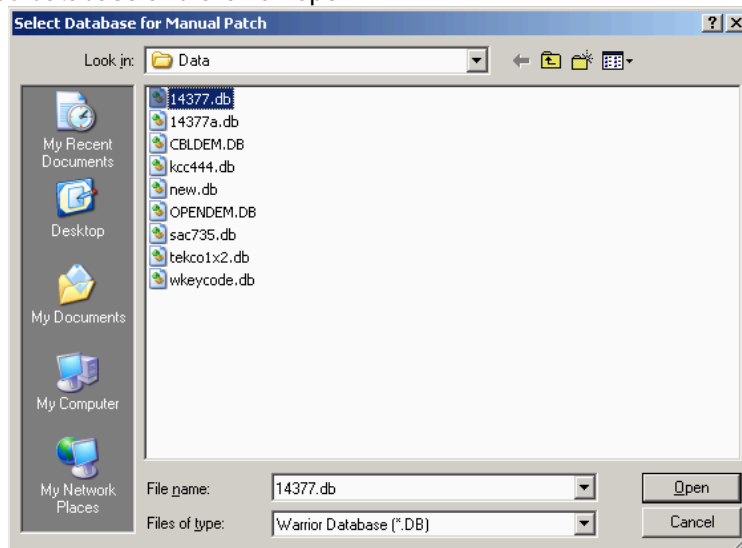 Select Database for Manual Patch
Look in:
Data
14377.db
14377a.db
CBLDEM.DB
kcc444.db
new.db
OPENDEM.DB
sac735.db
tekco1x2.db
wkeycode.db
My Recent
Documents
Desktop
My Documents
My Computer
My Network
Places
File name:
14377.db
Open
Files of type:
Warrior Database (*.DB)
Cancel